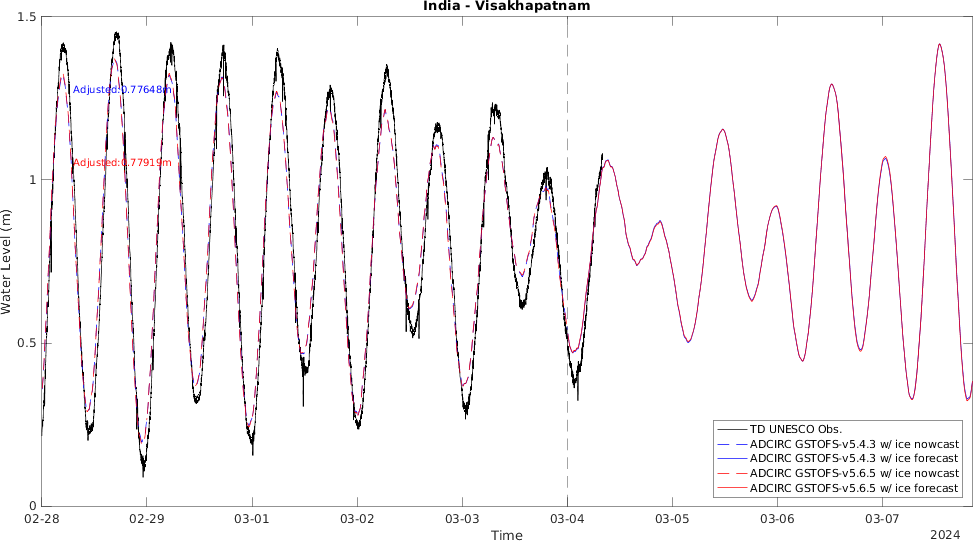 India - Visakhapatnam
Water Level (m)
1.5
1
0.5
0
Adjusted:0.77648m
Adjusted:0.77919m
TD UNESCO Obs.
ADCIRC GSTOFS-v5.4.3 w/ ice nowcast
ADCIRC GSTOFS-v5.4.3 w/ ice forecast
ADCIRC GSTOFS-v5.6.5 w/ ice nowcast
ADCIRC GSTOFS-v5.6.5 w/ ice forecast
02-28 02-29 03-01 03-02 03-03 03-04 03-05 03-06 03-07
Time
2024